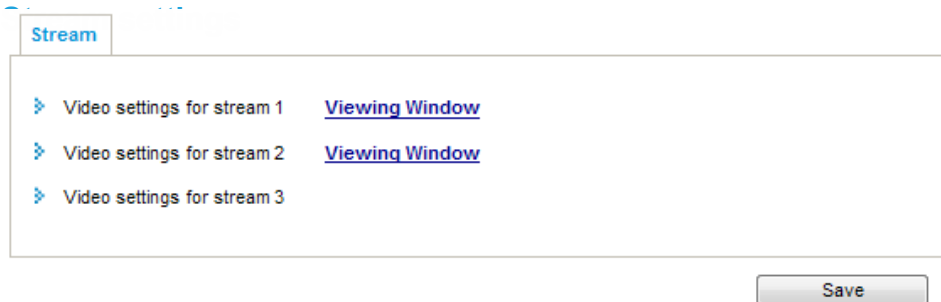 Stream
Video settings for stream 1 Viewing Window
Video settings for stream 2 Viewing Window
Video settings for stream 3
Save